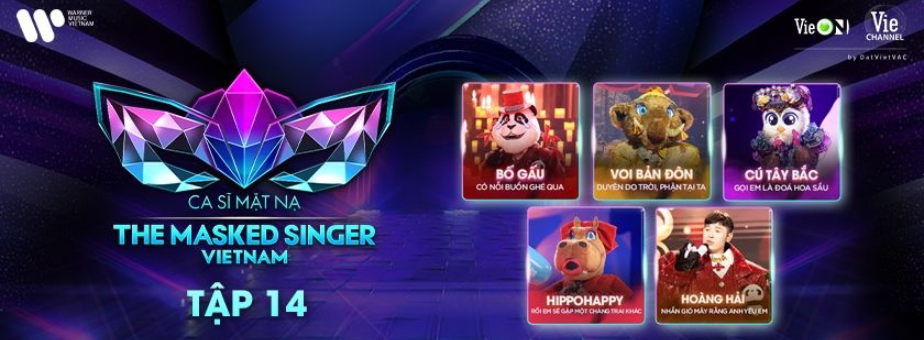 WARNER
MUSIC
VIETNAM
VieON
Vie
CHANNEL
by DatVietVAC
CA SĨ MẶT NẠ
THE MASKED SINGER
VIETNAM
TẬP 14
BỐ GẤU
CÓ NỖI BUỒN GHÉ QUA
VOI BẢN ĐÔN
DUYÊN DO TRỜI, PHẬN TẠI TA
CÚ TÂY BẮC
GỌI EM LÀ ĐOÁ HOA SẦU
HIPPOHAPPY
RỒI EM SẼ GẶP MỘT CHÀNG TRAI KHÁC
HOÀNG HẢI
NHẮN GIÓ MÂY RẰNG ANH YÊU EM